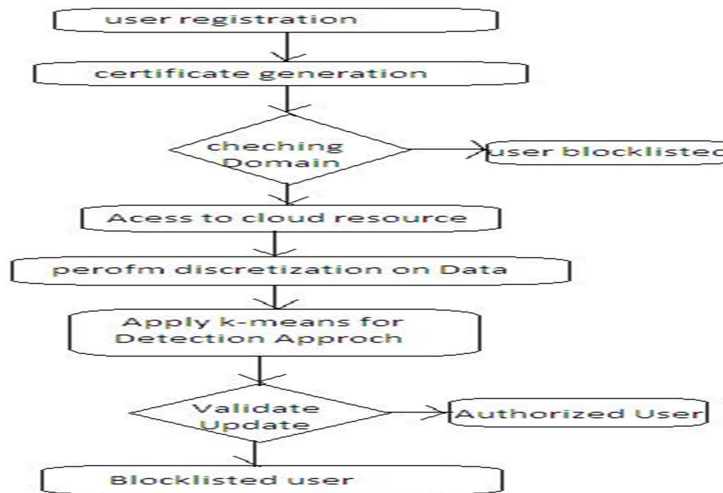 user registration
certificate generation
cheching
Domain
user blocklisted
Acess to cloud resource
perofm discretization on Data
Apply k-means for
Detection Approch
Validate
Update
Authorized User
Blocklisted user